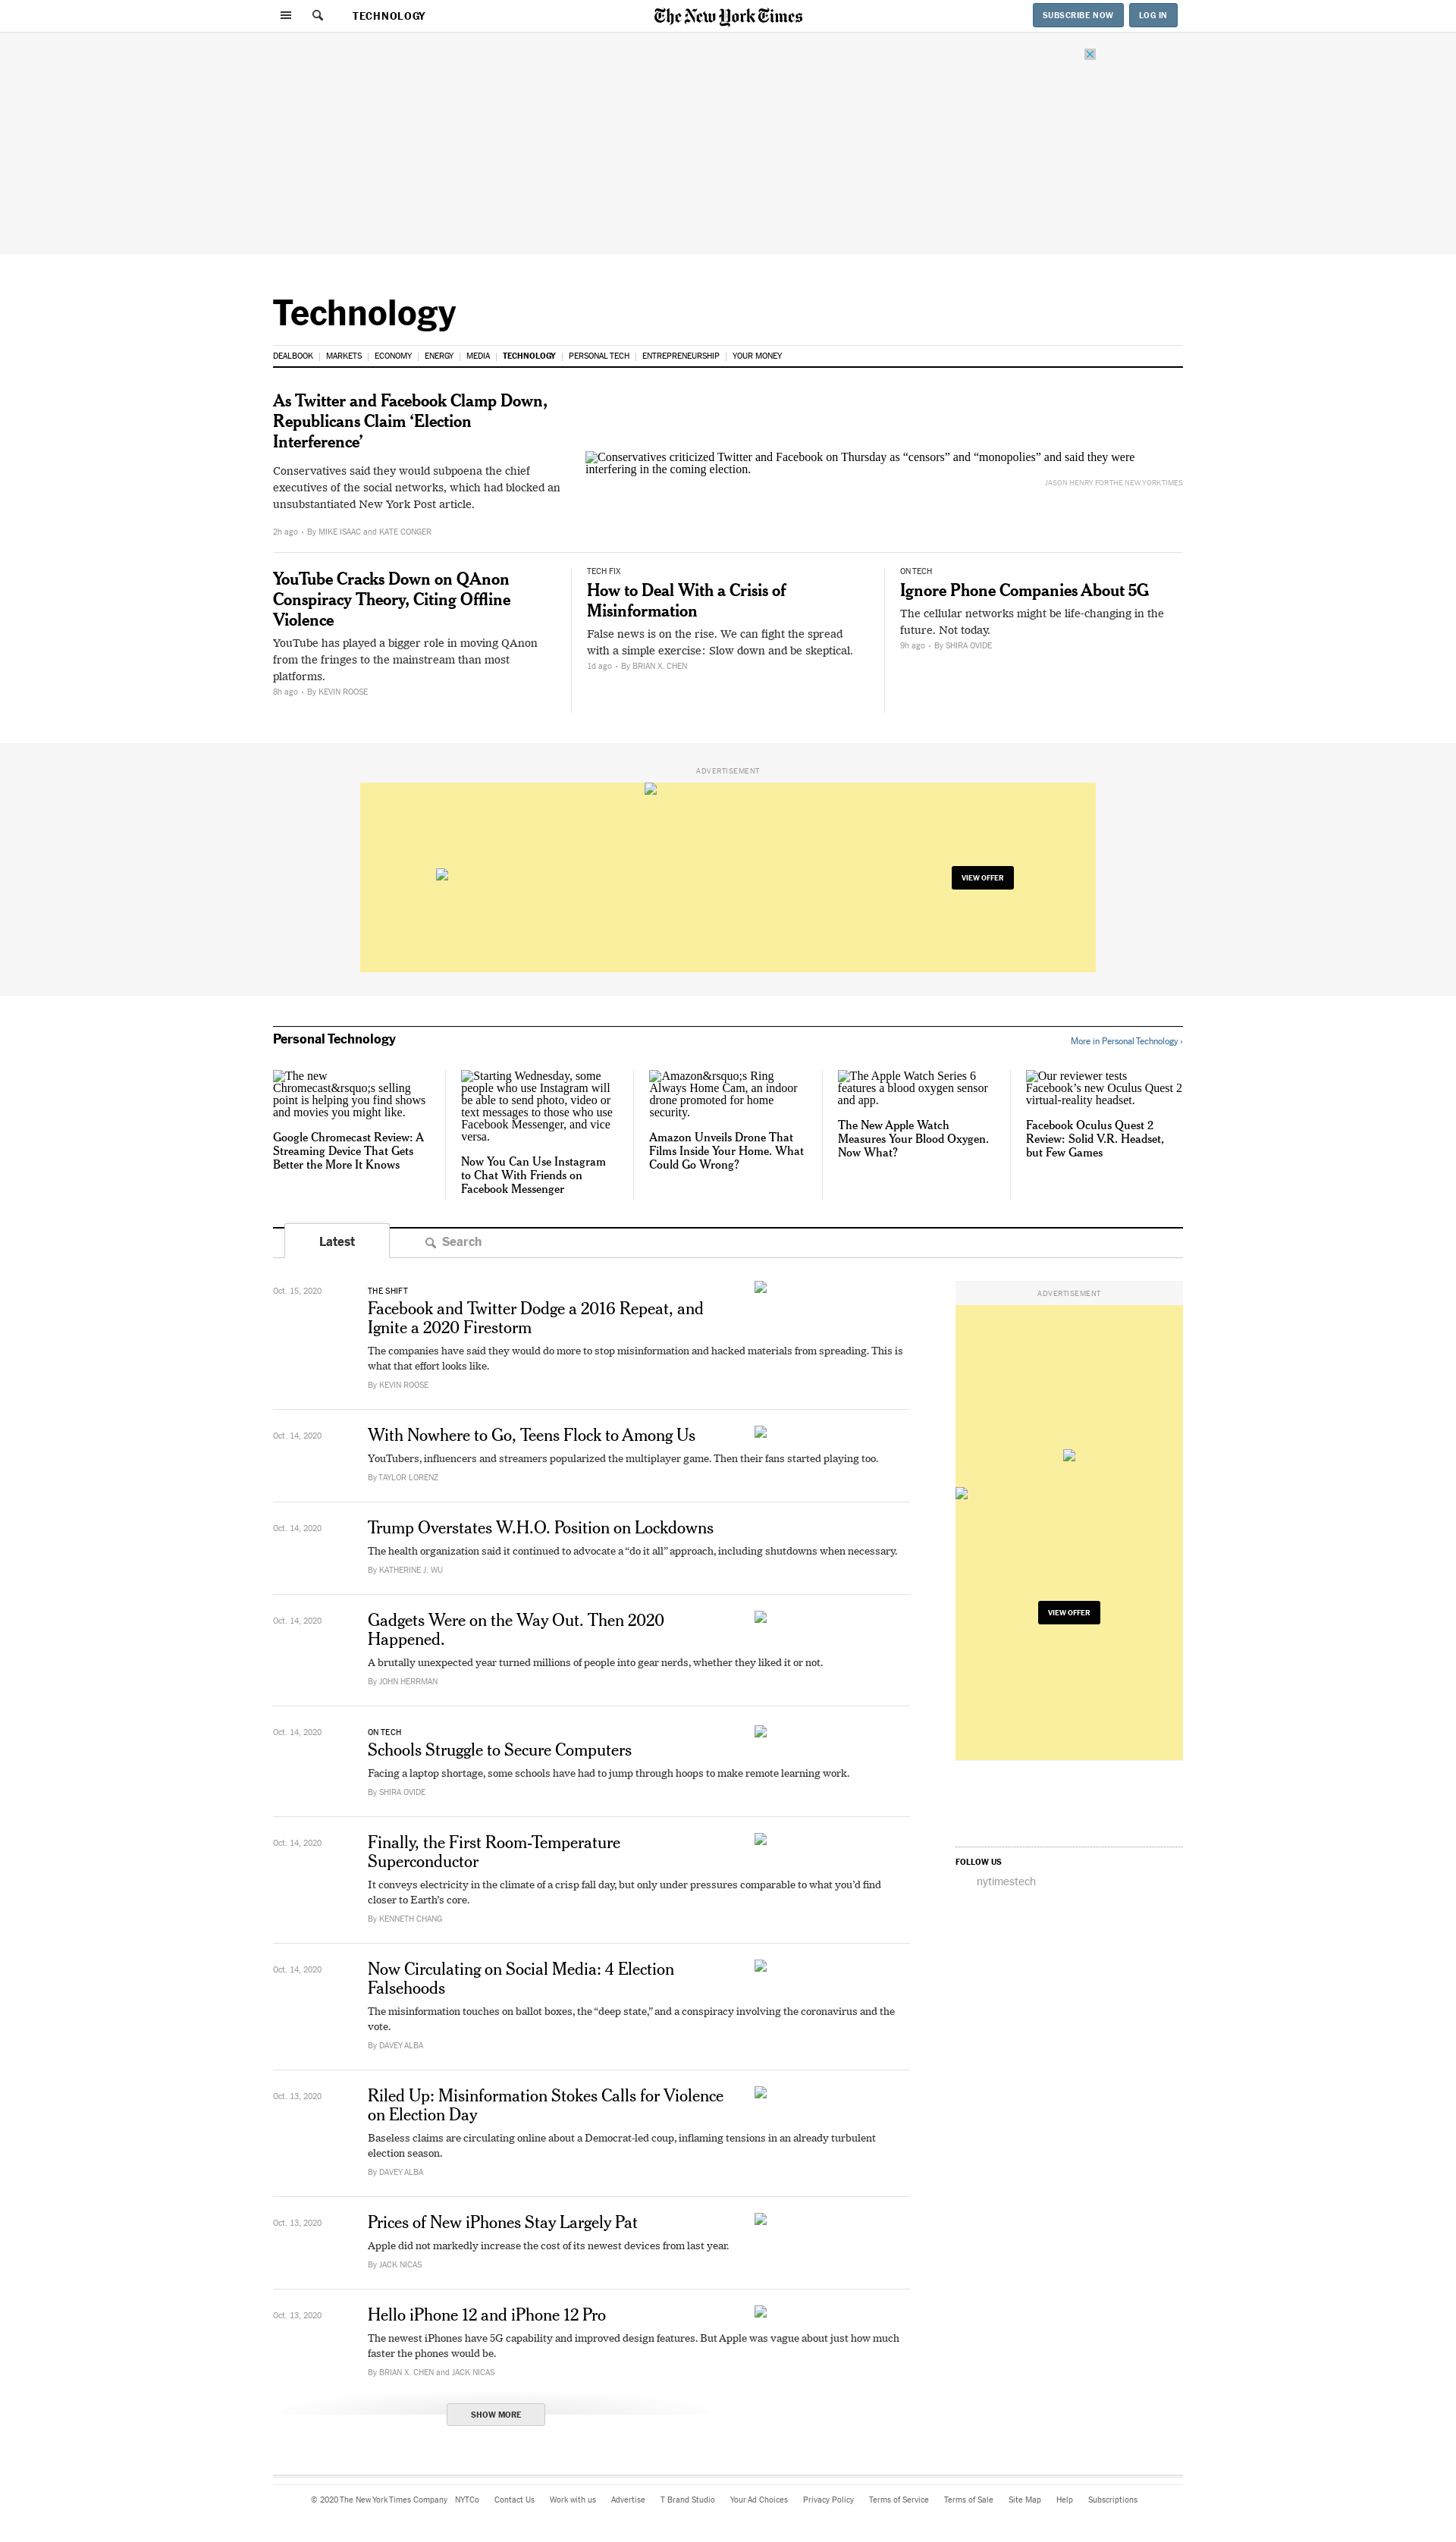 TECHNOLOGY
The New York Times
SUBSCRIBE NOW
LOG IN
Technology
DEALBOOK
MARKETS
ECONOMY
ENERGY
MEDIA
TECHNOLOGY
PERSONAL TECH
ENTREPRENEURSHIP
YOUR MONEY
As Twitter and Facebook Clamp Down,
Republicans Claim ‘Election
Interference’
Conservatives said they would subpoena the chief
executives of the social networks, which had blocked an
unsubstantiated New York Post article.
2h ago • By MIKE ISAAC and KATE CONGER
Conservatives criticized Twitter and Facebook on Thursday as “censors” and “monopolies” and said they were
interfering in the coming election.
JASON HENRY FOR THE NEW YORK TIMES
YouTube Cracks Down on QAnon
Conspiracy Theory, Citing Offline
Violence
YouTube has played a bigger role in moving QAnon
from the fringes to the mainstream than most
platforms.
8h ago • By KEVIN ROOSE
TECH FIX
How to Deal With a Crisis of
Misinformation
False news is on the rise. We can fight the spread
with a simple exercise: Slow down and be skeptical.
1d ago • By BRIAN X. CHEN
ON TECH
Ignore Phone Companies About 5G
The cellular networks might be life-changing in the
future. Not today.
9h ago • By SHIRA OVIDE
ADVERTISEMENT
VIEW OFFER
Personal Technology
More in Personal Technology ›
The new
Chromecast&rsquo;s selling
point is helping you find shows
and movies you might like.
Google Chromecast Review: A
Streaming Device That Gets
Better the More It Knows
Starting Wednesday, some
people who use Instagram will
be able to send photo, video or
text messages to those who use
Facebook Messenger, and vice
versa.
Now You Can Use Instagram
to Chat With Friends on
Facebook Messenger
Amazon&rsquo;s Ring
Always Home Cam, an indoor
drone promoted for home
security.
Amazon Unveils Drone That
Films Inside Your Home. What
Could Go Wrong?
The Apple Watch Series 6
features a blood oxygen sensor
and app.
The New Apple Watch
Measures Your Blood Oxygen.
Now What?
Our reviewer tests
Facebook’s new Oculus Quest 2
virtual-reality headset.
Facebook Oculus Quest 2
Review: Solid V.R. Headset,
but Few Games
Latest
Search
Oct. 15, 2020
THE SHIFT
Facebook and Twitter Dodge a 2016 Repeat, and
Ignite a 2020 Firestorm
The companies have said they would do more to stop misinformation and hacked materials from spreading. This is
what that effort looks like.
By KEVIN ROOSE
Oct. 14, 2020
With Nowhere to Go, Teens Flock to Among Us
YouTubers, influencers and streamers popularized the multiplayer game. Then their fans started playing too.
By TAYLOR LORENZ
Oct. 14, 2020
Trump Overstates W.H.O. Position on Lockdowns
The health organization said it continued to advocate a “do it all” approach, including shutdowns when necessary.
By KATHERINE J. WU
Oct. 14, 2020
Gadgets Were on the Way Out. Then 2020
Happened.
A brutally unexpected year turned millions of people into gear nerds, whether they liked it or not.
By JOHN HERRMAN
Oct. 14, 2020
ON TECH
Schools Struggle to Secure Computers
Facing a laptop shortage, some schools have had to jump through hoops to make remote learning work.
By SHIRA OVIDE
Oct. 14, 2020
Finally, the First Room-Temperature
Superconductor
It conveys electricity in the climate of a crisp fall day, but only under pressures comparable to what you’d find
closer to Earth’s core.
By KENNETH CHANG
Oct. 14, 2020
Now Circulating on Social Media: 4 Election
Falsehoods
The misinformation touches on ballot boxes, the “deep state,” and a conspiracy involving the coronavirus and the
vote.
By DAVEY ALBA
Oct. 13, 2020
Riled Up: Misinformation Stokes Calls for Violence
on Election Day
Baseless claims are circulating online about a Democrat-led coup, inflaming tensions in an already turbulent
election season.
By DAVEY ALBA
Oct. 13, 2020
Prices of New iPhones Stay Largely Pat
Apple did not markedly increase the cost of its newest devices from last year.
By JACK NICAS
Oct. 13, 2020
Hello iPhone 12 and iPhone 12 Pro
The newest iPhones have 5G capability and improved design features. But Apple was vague about just how much
faster the phones would be.
By BRIAN X. CHEN and JACK NICAS
SHOW MORE
ADVERTISEMENT
VIEW OFFER
FOLLOW US
nytimestech
© 2020 The New York Times Company
NYTCo
Contact Us
Work with us
Advertise
T Brand Studio
Your Ad Choices
Privacy Policy
Terms of Service
Terms of Sale
Site Map
Help
Subscriptions